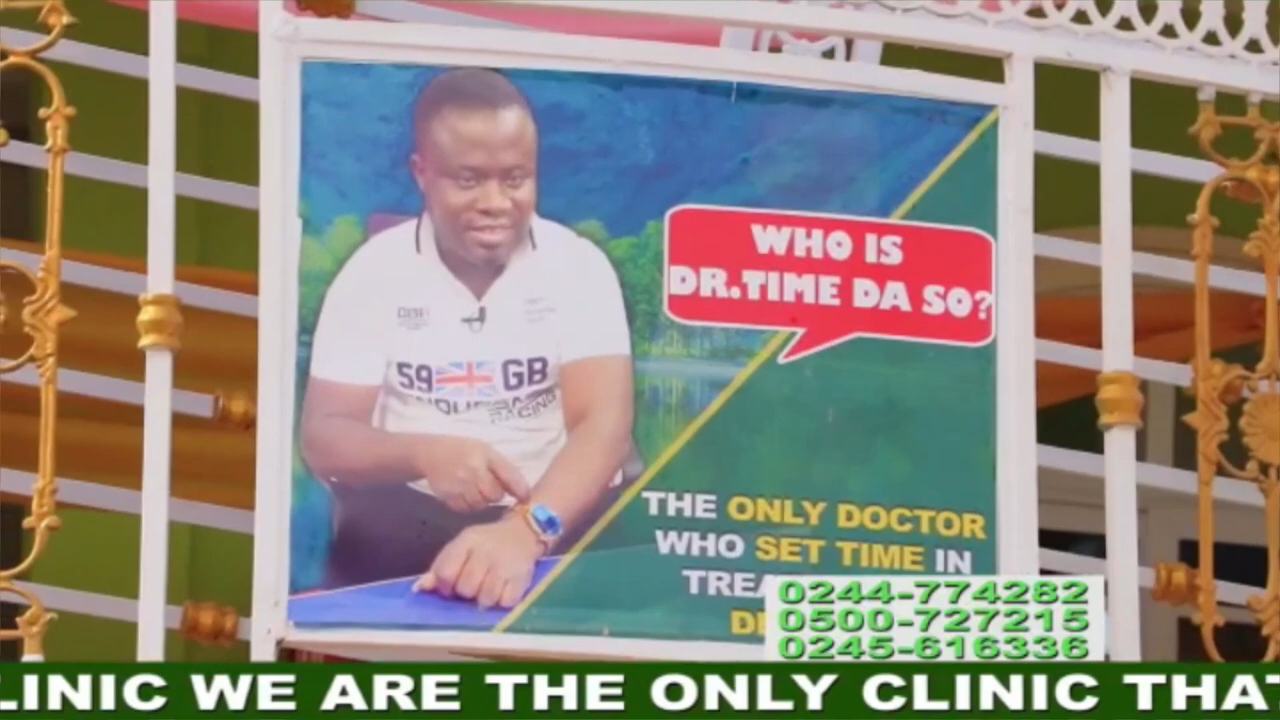 WHO IS
DR.TIME DA SO?
59 GB
RACING
THE ONLY DOCTOR
WHO SET TIME IN
0244-774282
0500-727215
0245-616336
LINIC WE ARE THE ONLY CLINIC THAT